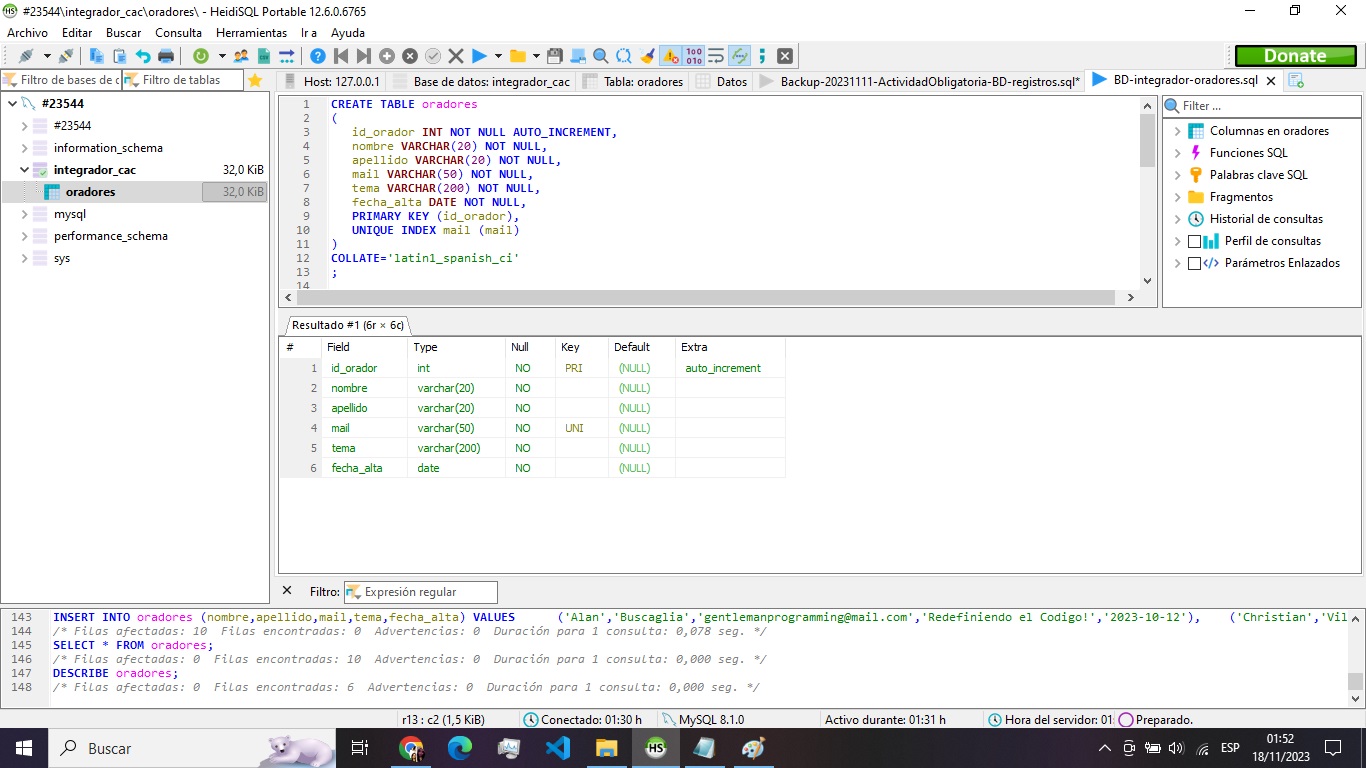 #23544\integrador_cac\oradores\ - HeidiSQL Portable 12.6.0.6765
Archivo Editar Buscar Consulta Herramientas Ir a Ayuda
Donate
Filtro de bases de d Filtro de tablas
Host: 127.0.0.1 Base de datos: integrador_cac Tabla: oradores Datos Backup-20231111-ActividadObligatoria-BD-registros.sql* BD-integrador-oradores.sql
#23544
#23544
information_schema
integrador_cac 32,0 KiB
oradores 32,0 KiB
mysql
performance_schema
sys
1 CREATE TABLE oradores
2 (
3 id_orador INT NOT NULL AUTO_INCREMENT,
4 nombre VARCHAR(20) NOT NULL,
5 apellido VARCHAR(20) NOT NULL,
6 mail VARCHAR(50) NOT NULL,
7 tema VARCHAR(200) NOT NULL,
8 fecha_alta DATE NOT NULL,
9 PRIMARY KEY (id_orador),
10 UNIQUE INDEX mail (mail)
11 )
12 COLLATE='latin1_spanish_ci'
13 ;
14
Filter ...
Columnas en oradores
Funciones SQL
Palabras clave SQL
Fragmentos
Historial de consultas
Perfil de consultas
Parámetros Enlazados
Resultado #1 (6r × 6c)
# Field Type Null Key Default Extra
1 id_orador int NO PRI (NULL) auto_increment
2 nombre varchar(20) NO (NULL)
3 apellido varchar(20) NO (NULL)
4 mail varchar(50) NO UNI (NULL)
5 tema varchar(200) NO (NULL)
6 fecha_alta date NO (NULL)
Filtro: Expresión regular
143 INSERT INTO oradores (nombre,apellido,mail,tema,fecha_alta) VALUES ('Alan','Buscaglia','gentlemanprogramming@mail.com','Redefiniendo el Codigo!','2023-10-12'), ('Christian','Vil
144 /* Filas afectadas: 10 Filas encontradas: 0 Advertencias: 0 Duración para 1 consulta: 0,078 seg. */
145 SELECT * FROM oradores;
146 /* Filas afectadas: 0 Filas encontradas: 10 Advertencias: 0 Duración para 1 consulta: 0,000 seg. */
147 DESCRIBE oradores;
148 /* Filas afectadas: 0 Filas encontradas: 6 Advertencias: 0 Duración para 1 consulta: 0,000 seg. */
r13 : c2 (1,5 KiB) Conectado: 01:30 h MySQL 8.1.0 Activo durante: 01:31 h Hora del servidor: 01: Preparado.
Buscar
ESP
01:52
18/11/2023